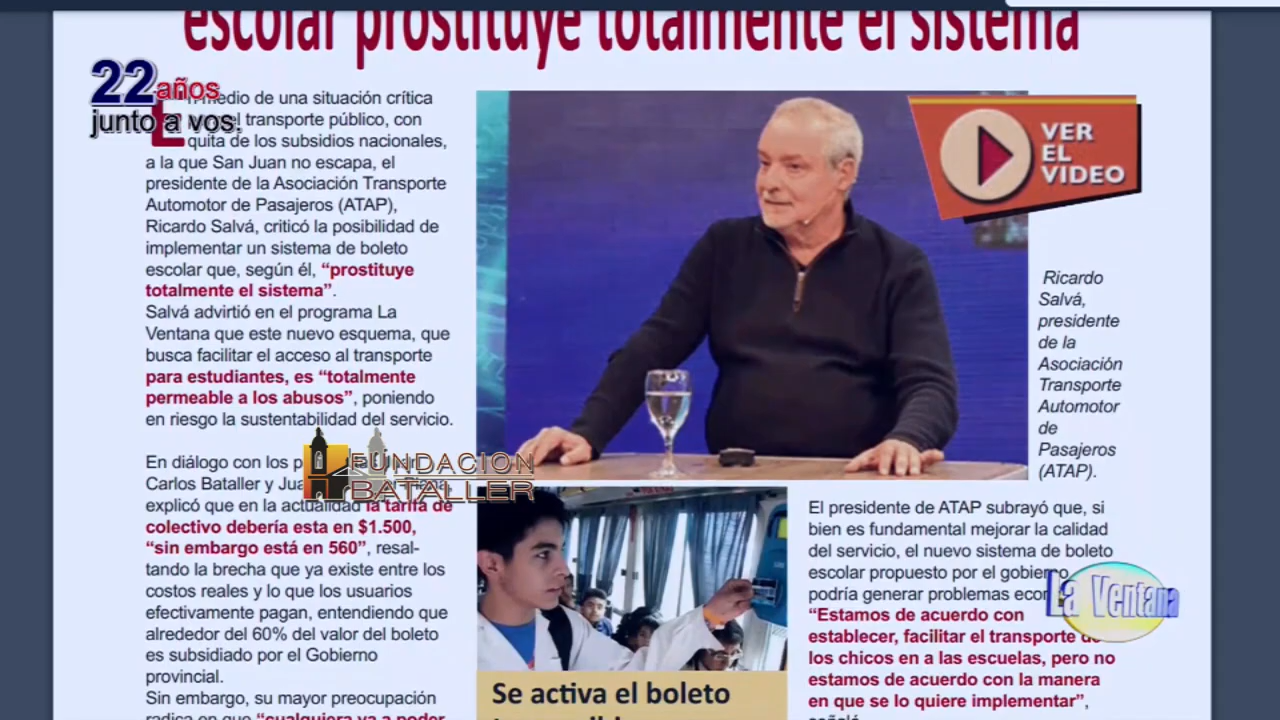 escolar prostituye totalmente el sistema
22 años
junto a vos.
medio de una situación crítica
transporte público, con
quita de los subsidios nacionales,
a la que San Juan no escapa, el
presidente de la Asociación Transporte
Automotor de Pasajeros (ATAP),
Ricardo Salvá, criticó la posibilidad de
implementar un sistema de boleto
escolar que, según él, “prostituye
totalmente el sistema”.
Salvá advirtió en el programa La
Ventana que este nuevo esquema, que
busca facilitar el acceso al transporte
para estudiantes, es “totalmente
permeable a los abusos”, poniendo
en riesgo la sustentabilidad del servicio.
En diálogo con los
Carlos Bataller y
explicó que en la actualidad la tarifa de
colectivo debería esta en $1.500,
“sin embargo está en 560”, resal-
tando la brecha que ya existe entre los
costos reales y lo que los usuarios
efectivamente pagan, entendiendo que
alrededor del 60% del valor del boleto
es subsidiado por el Gobierno
provincial.
Sin embargo, su mayor preocupación
radica en que “cualquiera va a poder
FUNDACION
BATALLER
VER
EL
VIDEO
Ricardo
Salvá,
presidente
de la
Asociación
Transporte
Automotor
de
Pasajeros
(ATAP).
Se activa el boleto
El presidente de ATAP subrayó que, si
bien es fundamental mejorar la calidad
del servicio, el nuevo sistema de boleto
escolar propuesto por el gobierno
podría generar problemas
“Estamos de acuerdo con
establecer, facilitar el transporte de
los chicos en a las escuelas, pero no
estamos de acuerdo con la manera
en que se lo quiere implementar”,
señaló
La Ventana